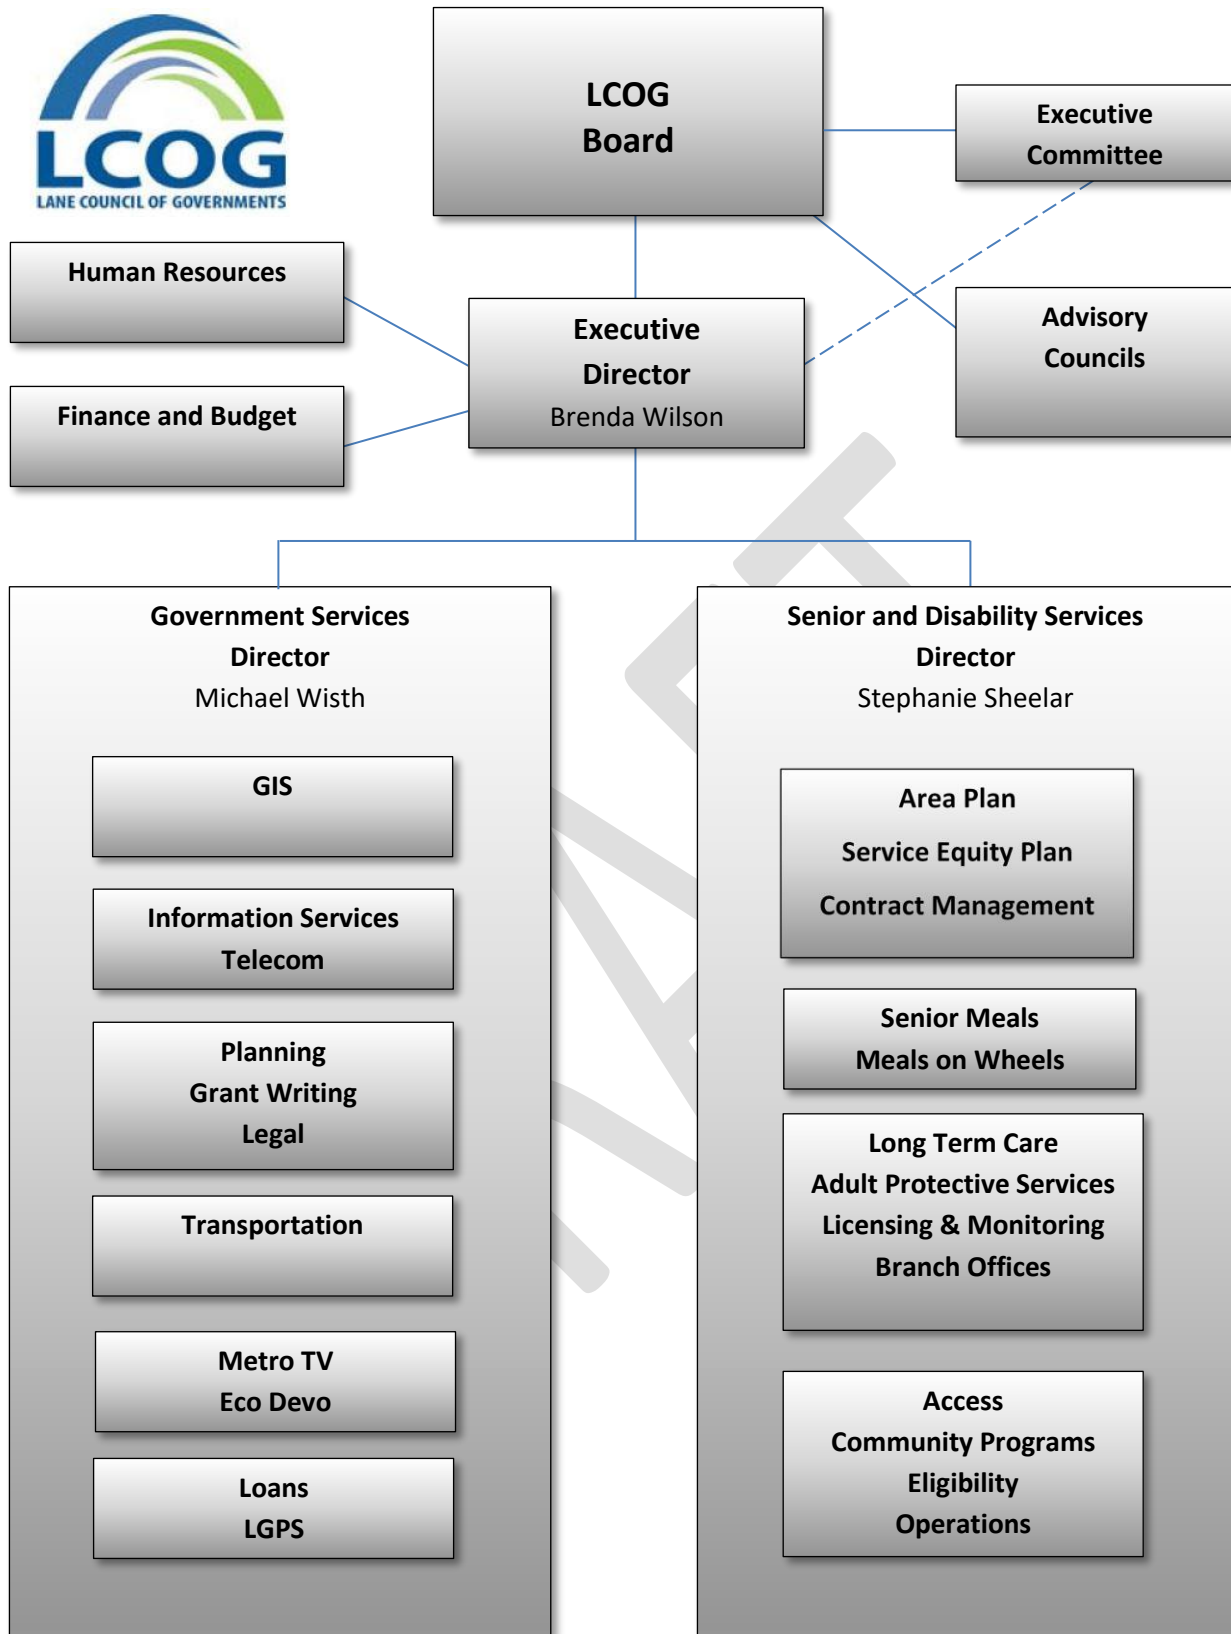 LCOG
LANE COUNCIL OF GOVERNMENTS
LCOG
Board
Executive
Committee
Human Resources
Executive
Director
Brenda Wilson
Advisory
Councils
Finance and Budget
Government Services
Director
Michael Wisth
GIS
Information Services
Telecom
Planning
Grant Writing
Legal
Transportation
Metro TV
Eco Devo
Loans
LGPS
Senior and Disability Services
Director
Stephanie Sheelar
Area Plan
Service Equity Plan
Contract Management
Senior Meals
Meals on Wheels
Long Term Care
Adult Protective Services
Licensing & Monitoring
Branch Offices
Access
Community Programs
Eligibility
Operations